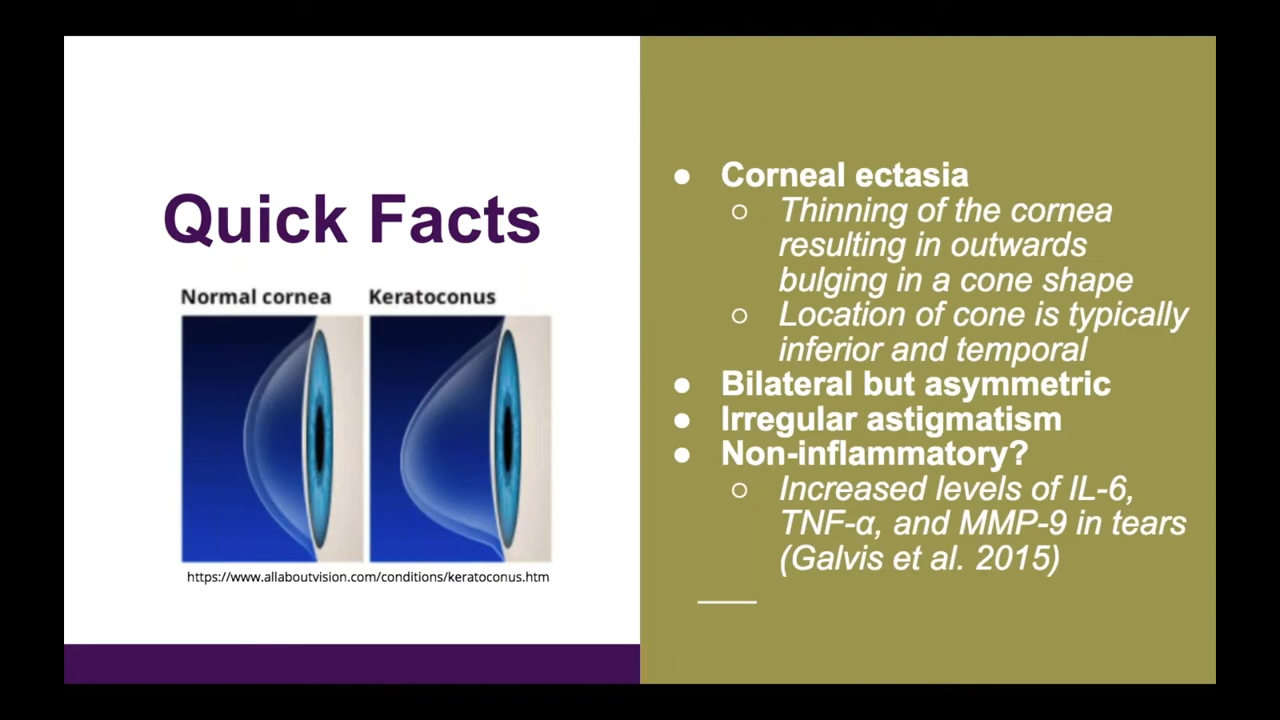 Quick Facts
Normal cornea
Keratoconus
https://www.allaboutvision.com/conditions/keratoconus.htm
● Corneal ectasia
○ Thinning of the cornea
resulting in outwards
bulging in a cone shape
○ Location of cone is typically
inferior and temporal
● Bilateral but asymmetric
● Irregular astigmatism
● Non-inflammatory?
○ Increased levels of IL-6,
TNF-α, and MMP-9 in tears
(Galvis et al. 2015)